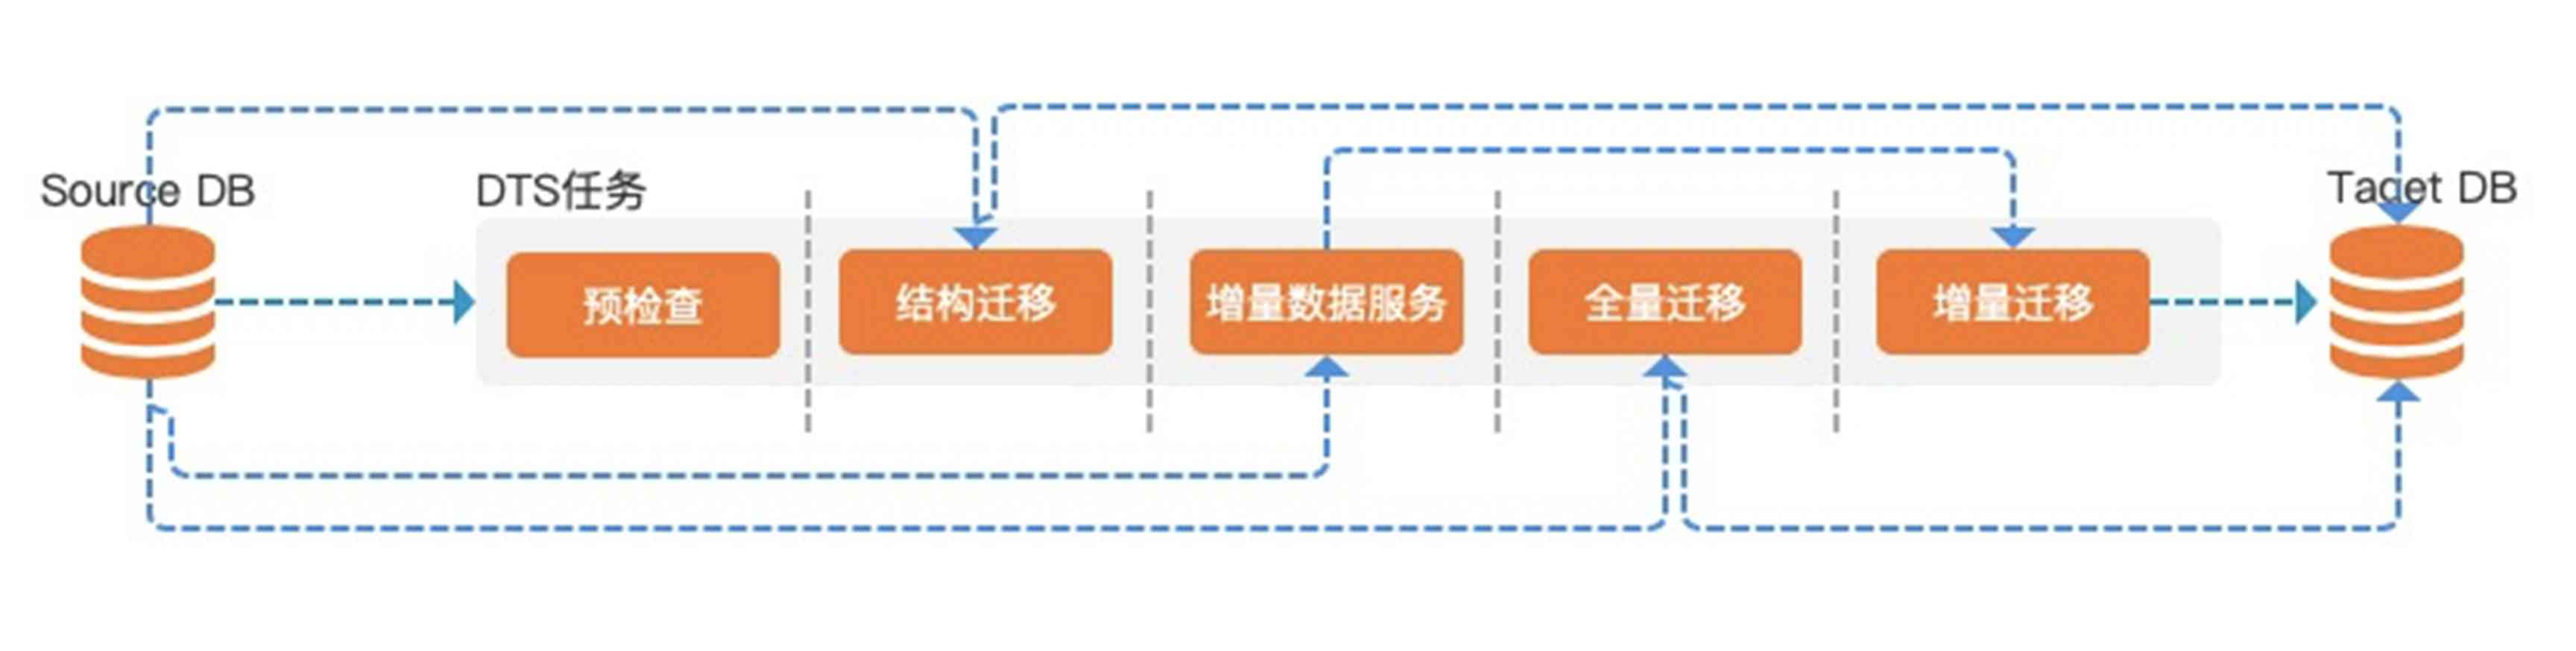 Source DB
DTS任务
Taget DB
预检查
结构迁移
增量数据服务
全量迁移
增量迁移